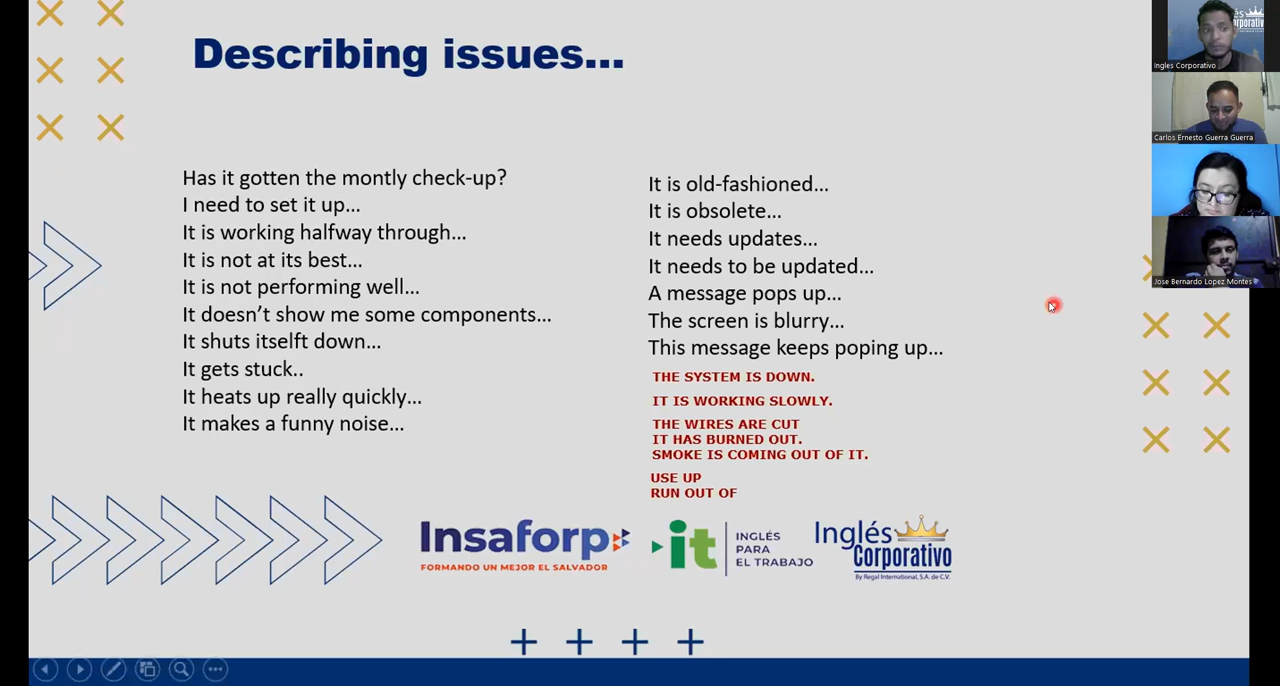 Describing issues...
Has it gotten the montly check-up?
I need to set it up...
It is working halfway through...
It is not at its best...
It is not performing well...
It doesn't show me some components...
It shuts itselft down...
It gets stuck..
It heats up really quickly...
It makes a funny noise...
It is old-fashioned...
It is obsolete...
It needs updates...
It needs to be updated...
A message pops up...
The screen is blurry...
This message keeps poping up...
THE SYSTEM IS DOWN.
IT IS WORKING SLOWLY.
THE WIRES ARE CUT
IT HAS BURNED OUT.
SMOKE IS COMING OUT OF IT.
USE UP
RUN OUT OF
Insaforp
FORMANDO UN MEJOR EL SALVADOR
it
INGLÉS
PARA
EL TRABAJO
Inglés
Corporativo
By Regal International, S.A. de C.V.
Ingles Corporativo
Carlos Ernesto Guerra Guerra
Jose Bernardo Lopez Montes